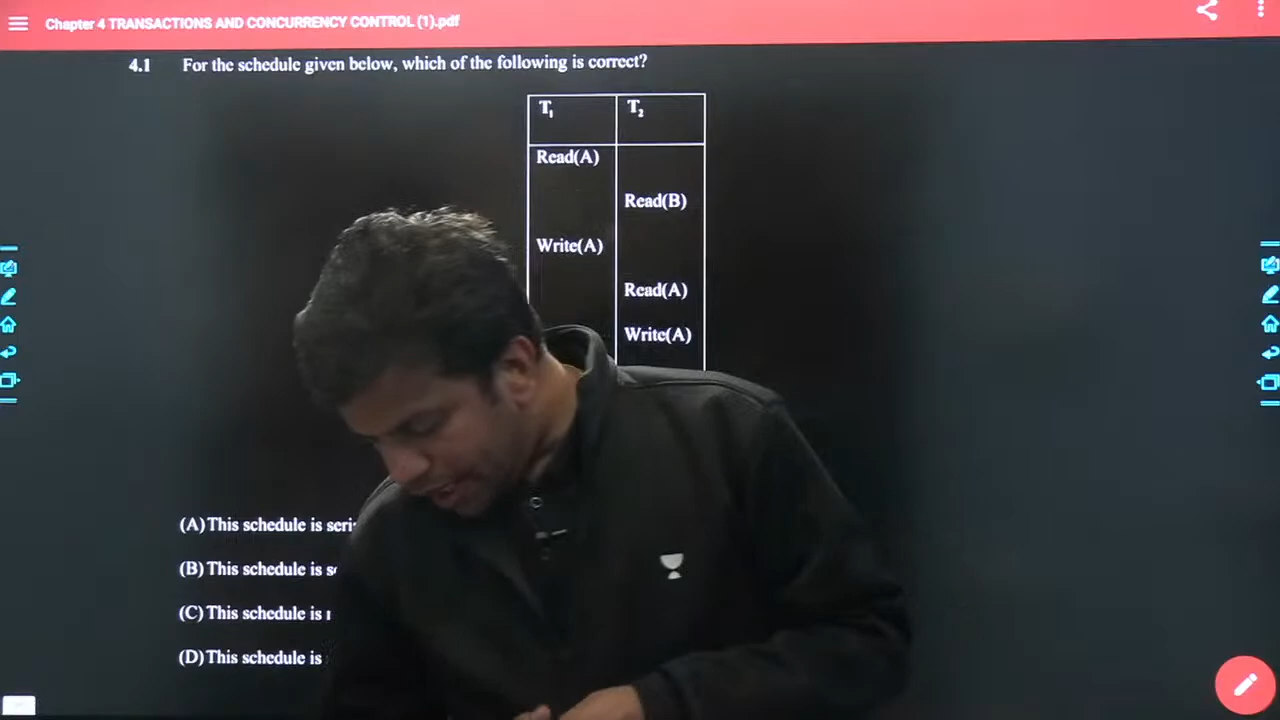 Chapter 4 TRANSACTIONS AND CONCURRENCY CONTROL (1).pdf
4.1 For the schedule given below, which of the following is correct?
T1 T2
Read(A)
Read(B)
Write(A)
Read(A)
Write(A)
(A) This schedule is
(B) This schedule is
(C) This schedule is
(D) This schedule is